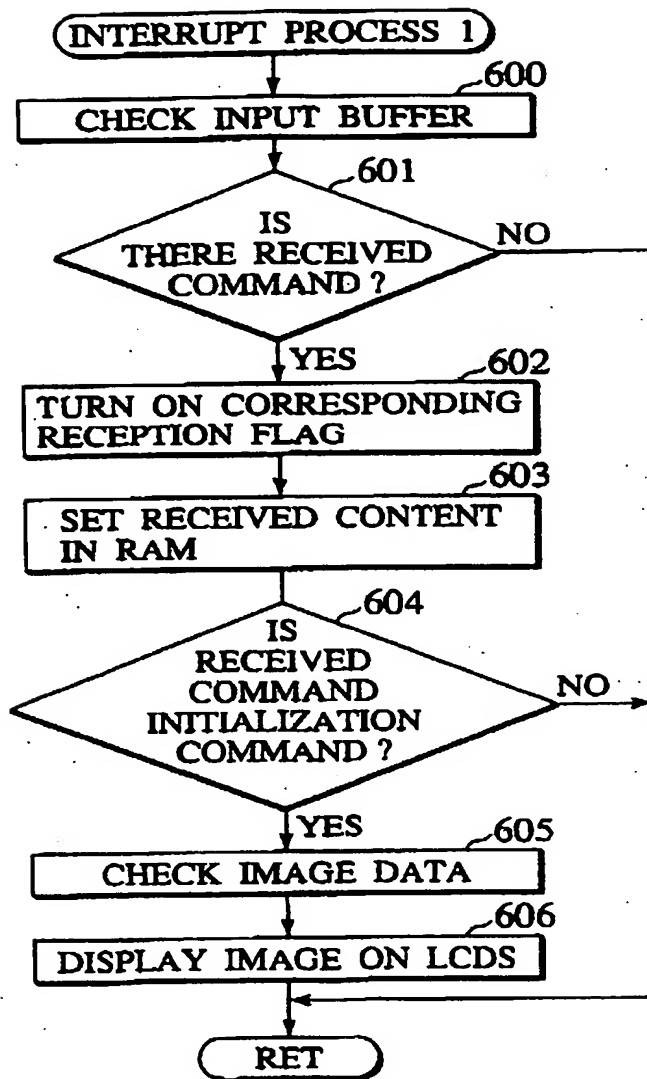 INTERRUPT PROCESS 1
600
CHECK INPUT BUFFER
601
IS
THERE RECEIVED
COMMAND ?
NO
YES
602
TURN ON CORRESPONDING
RECEPTION FLAG
603
SET RECEIVED CONTENT
IN RAM
604
IS
RECEIVED
COMMAND
INITIALIZATION
COMMAND ?
NO
YES
605
CHECK IMAGE DATA
606
DISPLAY IMAGE ON LCDS
RET